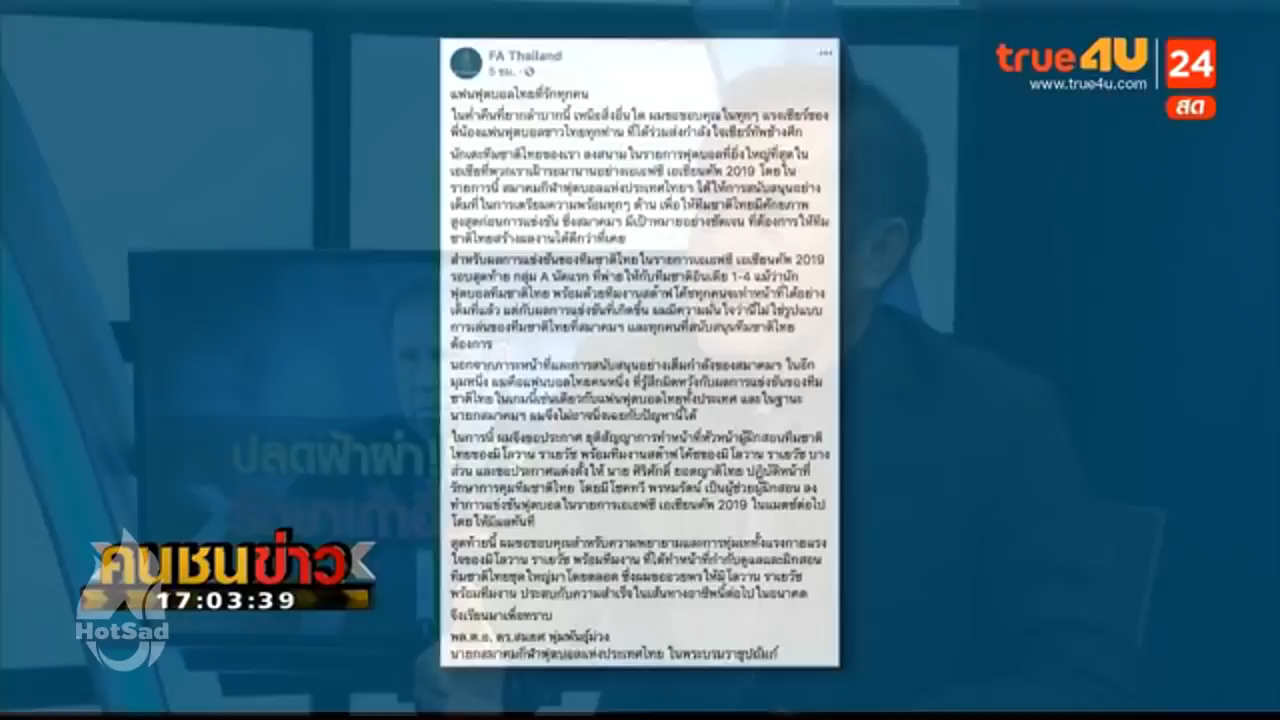 true4U
www.true4u.com
24
สด
FA Thailand
5 ชม. ·
แฟนฟุตบอลไทยที่รักทุกคน
ในค่ำคืนที่ยากลำบากนี้ เหนือสิ่งอื่นใด ผมขอขอบคุณในทุกๆ แรงเชียร์ของ
พี่น้องแฟนฟุตบอลชาวไทยทุกท่าน ที่ได้ร่วมส่งกำลังใจเชียร์ทัพช้างศึก
นักเตะทีมชาติไทยของเรา ลงสนามในรายการฟุตบอลที่ยิ่งใหญ่ที่สุดใน
เอเชียที่พวกเราเฝ้ารอมานานอย่างเอเอฟซี เอเชียนคัพ 2019 โดยใน
รายการนี้ สมาคมกีฬาฟุตบอลแห่งประเทศไทยฯ ได้ให้การสนับสนุนอย่าง
เต็มที่ในการเตรียมความพร้อมทุกๆ ด้าน เพื่อให้ทีมชาติไทยมีศักยภาพ
สูงสุดก่อนการแข่งขัน ซึ่งสมาคมฯ มีเป้าหมายอย่างชัดเจน ที่ต้องการให้ทีม
ชาติไทยสร้างผลงานได้ดีกว่าที่เคย
สำหรับผลการแข่งขันของทีมชาติไทยในรายการเอเอฟซี เอเชียนคัพ 2019
รอบสุดท้าย กลุ่ม A นัดแรก ที่พ่ายให้กับทีมชาติอินเดีย 1-4 แม้ว่านัก
ฟุตบอลทีมชาติไทย พร้อมด้วยทีมงานสต๊าฟโค้ชทุกคนจะทำหน้าที่ได้อย่าง
เต็มที่แล้ว แต่กับผลการแข่งขันที่เกิดขึ้น ผมมีความมั่นใจว่านี่ไม่ใช่รูปแบบ
การเล่นของทีมชาติไทยที่สมาคมฯ และทุกคนที่สนับสนุนทีมชาติไทย
ต้องการ
นอกจากภาระหน้าที่และการสนับสนุนอย่างเต็มกำลังของสมาคมฯ ในอีก
มุมหนึ่ง ผมคือแฟนบอลไทยคนหนึ่ง ที่รู้สึกผิดหวังกับผลการแข่งขันของทีม
ชาติไทย ในเกมนี้เช่นเดียวกับแฟนฟุตบอลไทยทั้งประเทศ และในฐานะ
นายกสมาคมฯ ผมจึงไม่อาจนิ่งเฉยกับปัญหานี้ได้
ในการนี้ ผมจึงขอประกาศ ยุติสัญญาการทำหน้าที่หัวหน้าผู้ฝึกสอนทีมชาติ
ไทยของมิโลวาน ราเยวัช พร้อมทีมงานสต๊าฟโค้ชของมิโลวาน ราเยวัช บาง
ส่วน และขอประกาศแต่งตั้งให้ นาย ศิริศักดิ์ ยอดญาติไทย ปฏิบัติหน้าที่
รักษาการคุมทีมชาติไทย โดยมีโชคทวี พรหมรัตน์ เป็นผู้ช่วยผู้ฝึกสอน ลง
ทำการแข่งขันฟุตบอลในรายการเอเอฟซี เอเชียนคัพ 2019 ในแมตช์ต่อไป
โดยให้มีผลทันที
สุดท้ายนี้ ผมขอขอบคุณสำหรับความพยายามและการทุ่มเททั้งแรงกายแรง
ใจของมิโลวาน ราเยวัช พร้อมทีมงาน ที่ได้ทำหน้าที่กำกับดูแลและฝึกสอน
ทีมชาติไทยชุดใหญ่มาโดยตลอด ซึ่งผมขออวยพรให้มิโลวาน ราเยวัช
พร้อมทีมงาน ประสบกับความสำเร็จในเส้นทางอาชีพนี้ต่อไปในอนาคต
จึงเรียนมาเพื่อทราบ
พล.ต.อ. ดร.สมยศ พุ่มพันธุ์ม่วง
นายกสมาคมกีฬาฟุตบอลแห่งประเทศไทย ในพระบรมราชูปถัมภ์
ปลดฟ้าผ่า!
คนชนข่าว
17:03:39
HotSad